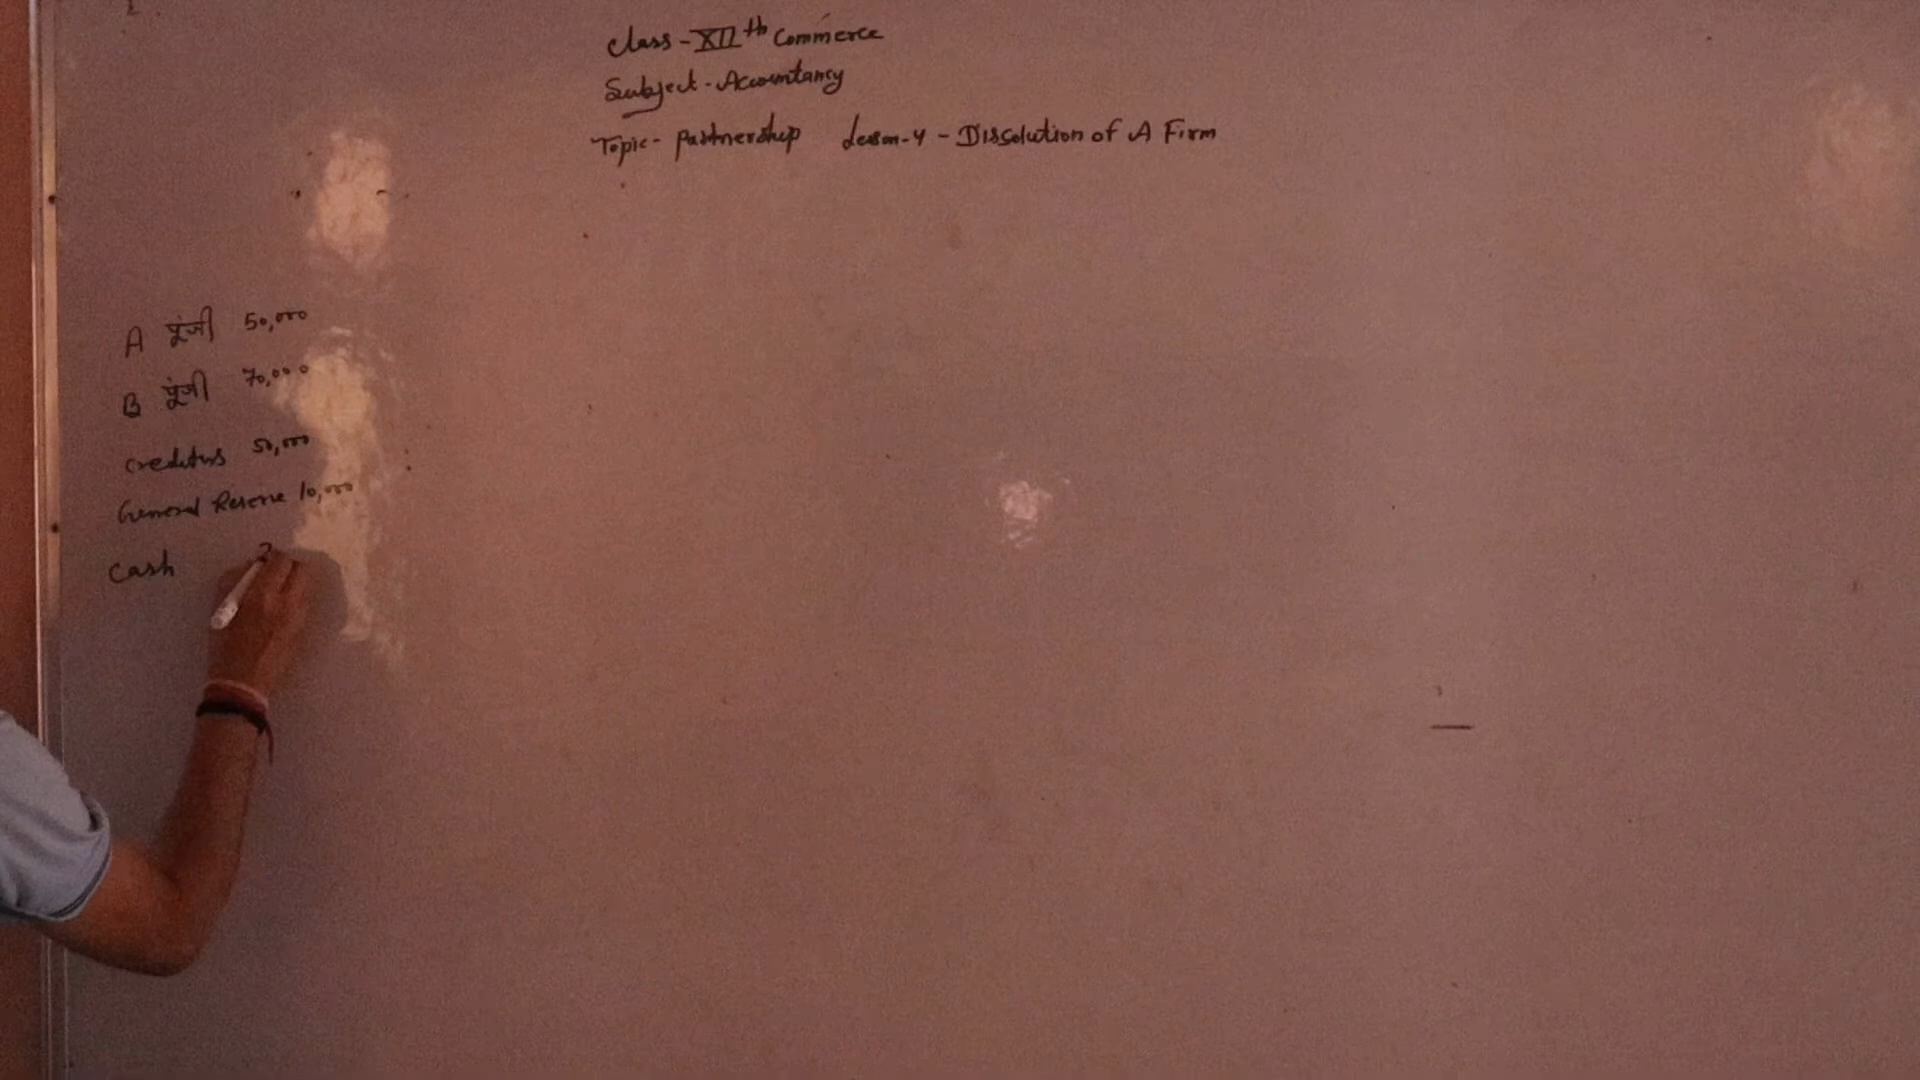 Class - XII th Commerce
Subject - Accountancy
Topic - Partnership Lesson-4 - Dissolution of A Firm
A पूंजी 50,000
B पूंजी 70,000
Creditors 50,000
General Reserve 10,000
Cash 2